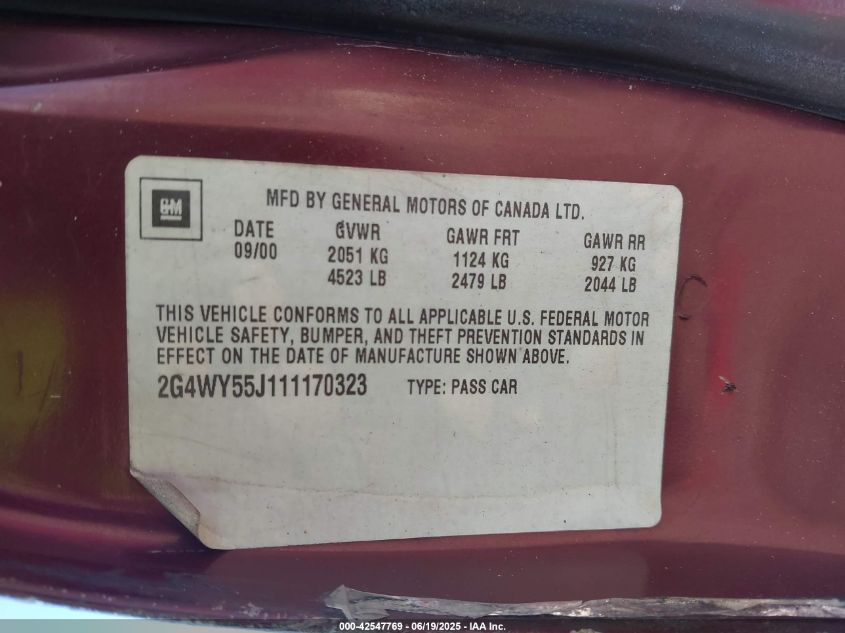 GM
MFD BY GENERAL MOTORS OF CANADA LTD.
DATE GVWR GAWR FRT GAWR RR
09/00 2051 KG 1124 KG 927 KG
4523 LB 2479 LB 2044 LB
THIS VEHICLE CONFORMS TO ALL APPLICABLE U.S. FEDERAL MOTOR
VEHICLE SAFETY, BUMPER, AND THEFT PREVENTION STANDARDS IN
EFFECT ON THE DATE OF MANUFACTURE SHOWN ABOVE.
2G4WY55J111170323 TYPE: PASS CAR
000-42547769 - 06/19/2025 - IAA Inc.